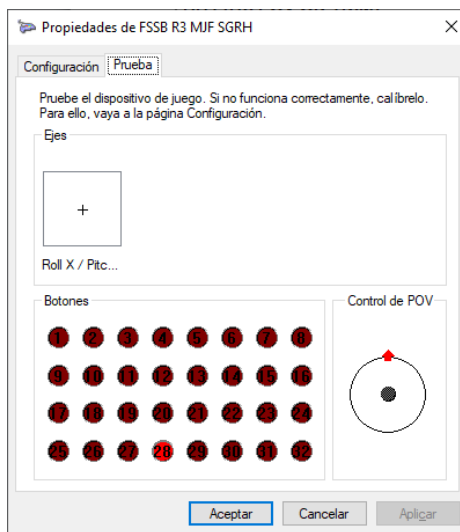 Propiedades de FSSB R3 MJF SGRH
Configuración Prueba
Pruebe el dispositivo de juego. Si no funciona correctamente, calíbrelo.
Para ello, vaya a la página Configuración.
Ejes
Roll X / Pitc...
Botones
Control de POV
1 2 3 4 5 6 7 8
9 10 11 12 13 14 15 16
17 18 19 20 21 22 23 24
25 26 27 28 29 30 31 32
Aceptar Cancelar Aplicar